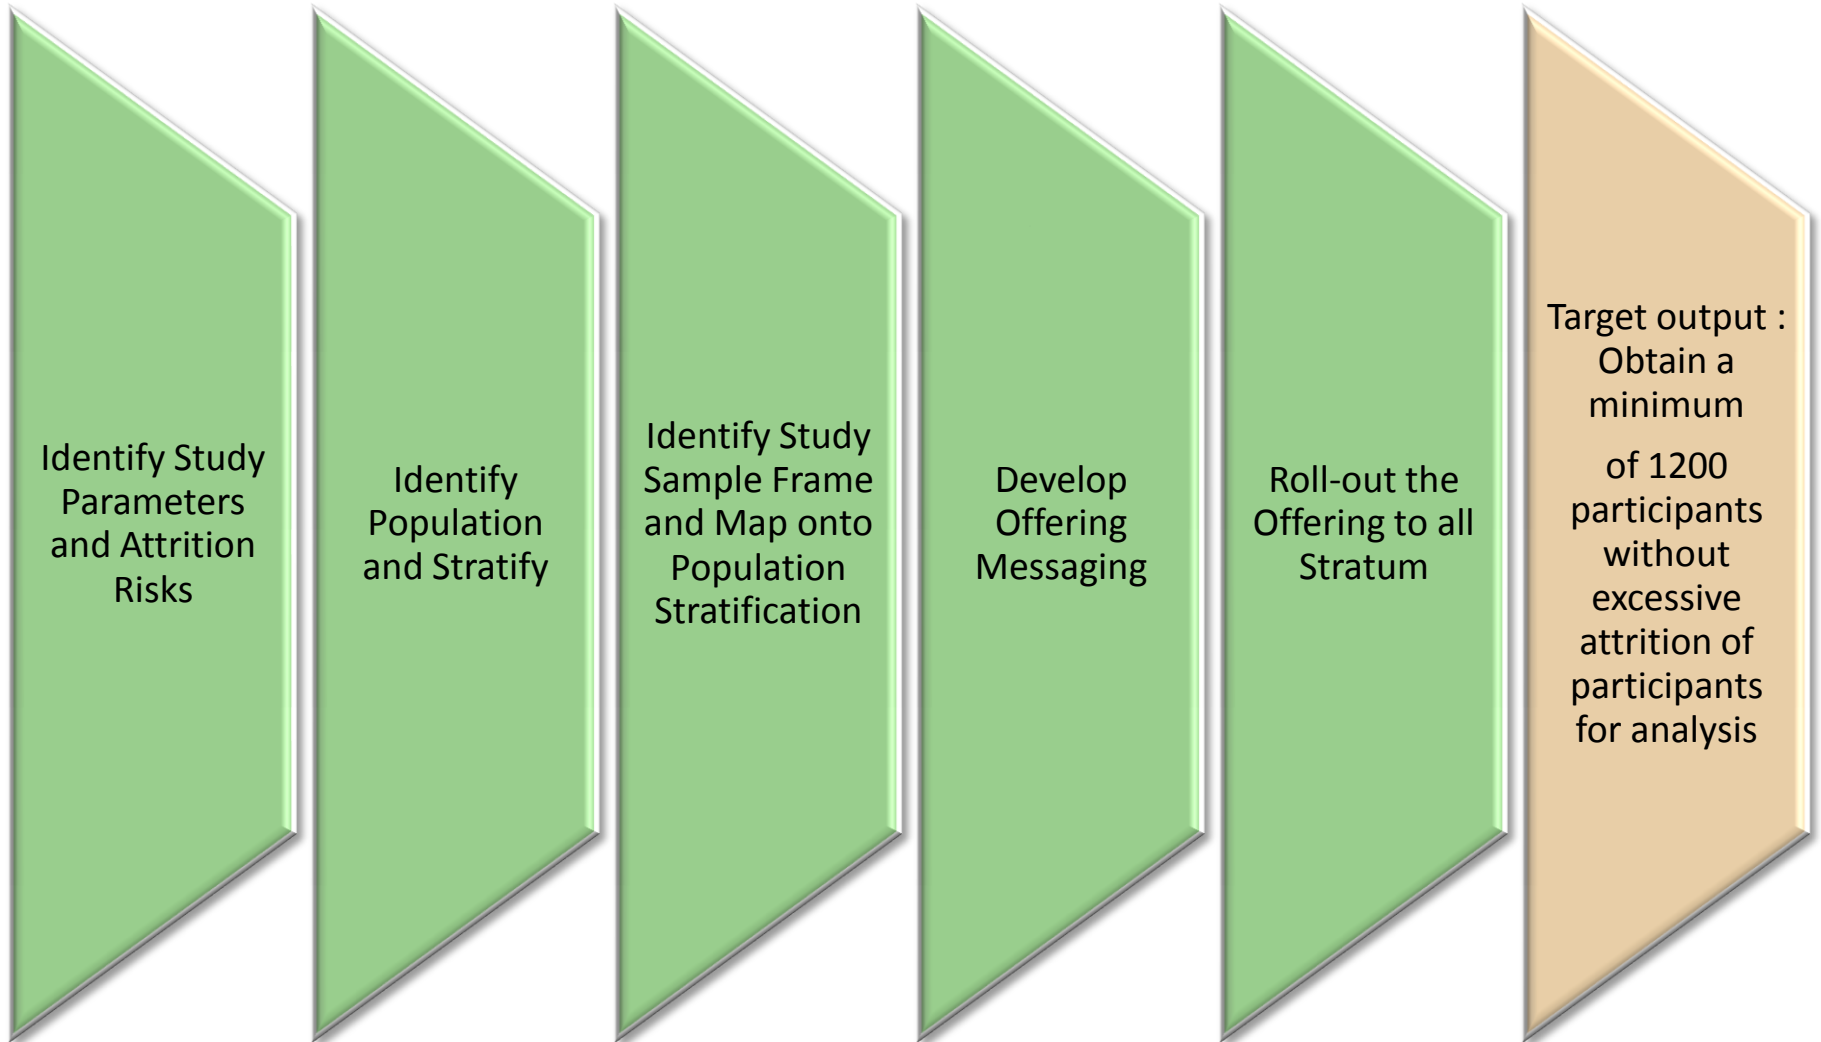 Identify Study
Parameters
and Attrition
Risks
Identify
Population
and Stratify
Identify Study
Sample Frame
and Map onto
Population
Stratification
Develop
Offering
Messaging
Roll-out the
Offering to all
Stratum
Target output :
Obtain a
minimum
of 1200
participants
without
excessive
attrition of
participants
for analysis